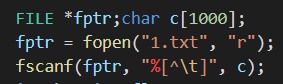 FILE *fptr;char c[1000];
fptr = fopen("1.txt", "r");
fscanf(fptr, "%[^\t]", c);